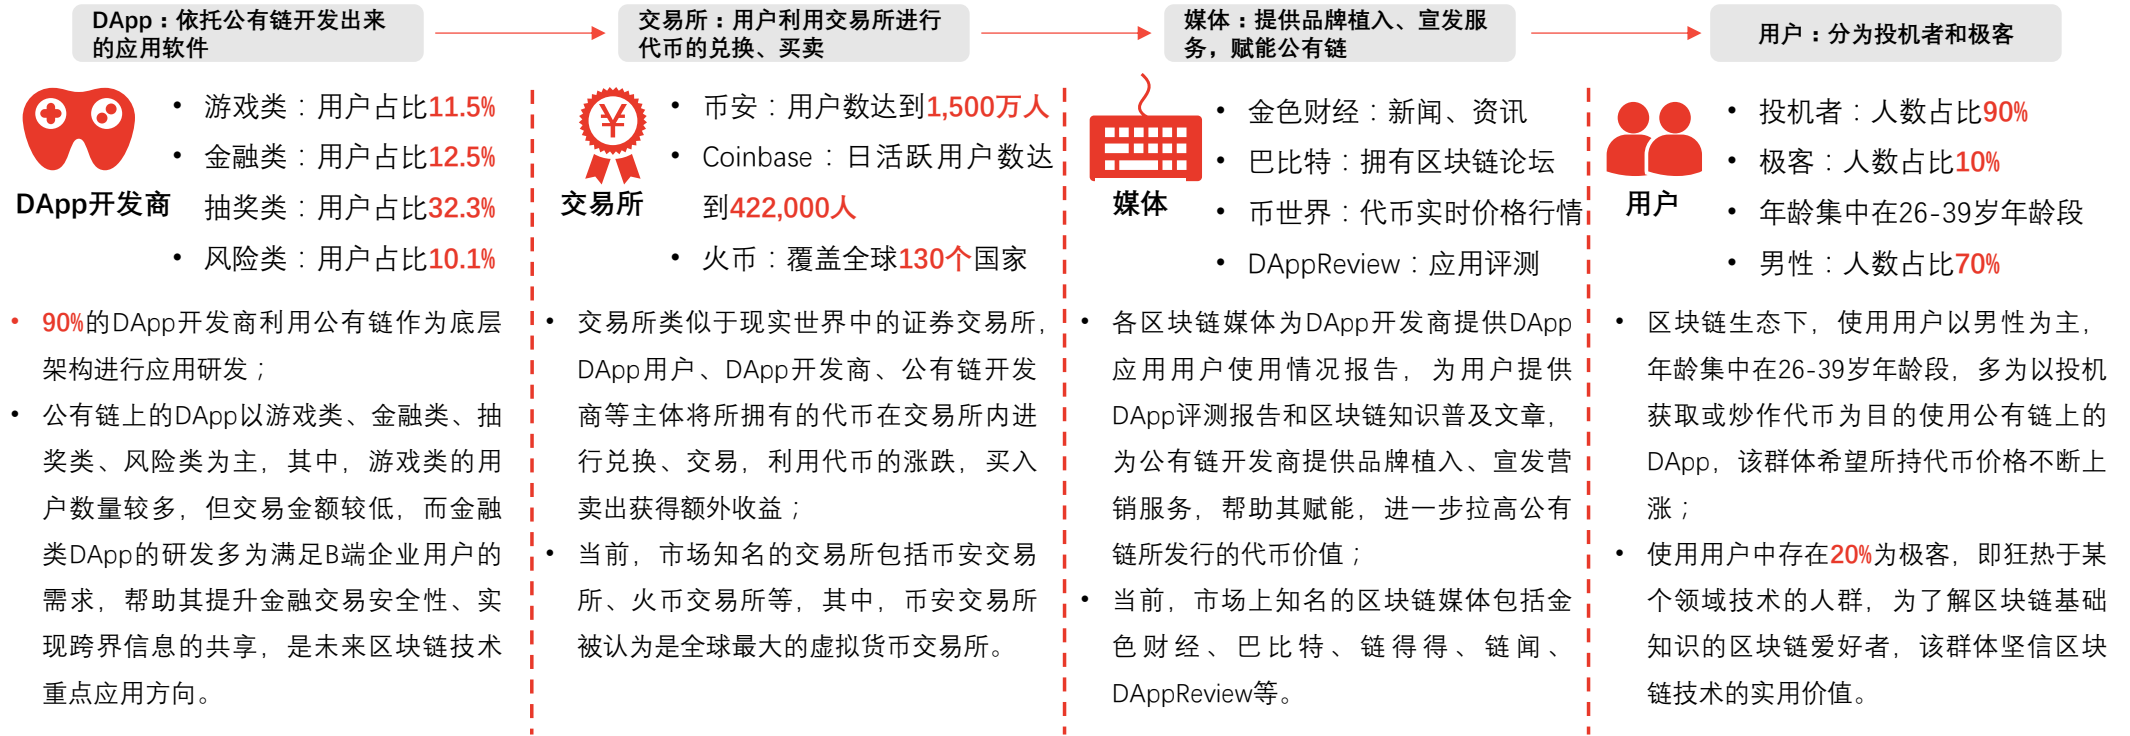 DApp：依托公有链开发出来
的应用软件
交易所：用户利用交易所进行
代币的兑换、买卖
媒体：提供品牌植入、宣发服
务，赋能公有链
用户：分为投机者和极客
DApp开发商
• 游戏类：用户占比11.5%
• 金融类：用户占比12.5%
抽奖类：用户占比32.3%
• 风险类：用户占比10.1%
交易所
• 币安：用户数达到1,500万人
• Coinbase：日活跃用户数达
到422,000人
• 火币：覆盖全球130个国家
媒体
• 金色财经：新闻、资讯
• 巴比特：拥有区块链论坛
• 币世界：代币实时价格行情
• DAppReview：应用评测
用户
• 投机者：人数占比90%
• 极客：人数占比10%
• 年龄集中在26-39岁年龄段
• 男性：人数占比70%
• 90%的DApp开发商利用公有链作为底层
架构进行应用研发；
• 公有链上的DApp以游戏类、金融类、抽
奖类、风险类为主，其中，游戏类的用
户数量较多，但交易金额较低，而金融
类DApp的研发多为满足B端企业用户的
需求，帮助其提升金融交易安全性、实
现跨界信息的共享，是未来区块链技术
重点应用方向。
• 交易所类似于现实世界中的证券交易所，
DApp用户、DApp开发商、公有链开发
商等主体将所拥有的代币在交易所内进
行兑换、交易，利用代币的涨跌，买入
卖出获得额外收益；
• 当前，市场知名的交易所包括币安交易
所、火币交易所等，其中，币安交易所
被认为是全球最大的虚拟货币交易所。
• 各区块链媒体为DApp开发商提供DApp
应用用户使用情况报告，为用户提供
DApp评测报告和区块链知识普及文章，
为公有链开发商提供品牌植入、宣发营
销服务，帮助其赋能，进一步拉高公有
链所发行的代币价值；
• 当前，市场上知名的区块链媒体包括金
色财经、巴比特、链得得、链闻、
DAppReview等。
• 区块链生态下，使用用户以男性为主，
年龄集中在26-39岁年龄段，多为以投机
获取或炒作代币为目的使用公有链上的
DApp，该群体希望所持代币价格不断上
涨；
• 使用用户中存在20%为极客，即狂热于某
个领域技术的人群，为了解区块链基础
知识的区块链爱好者，该群体坚信区块
链技术的实用价值。